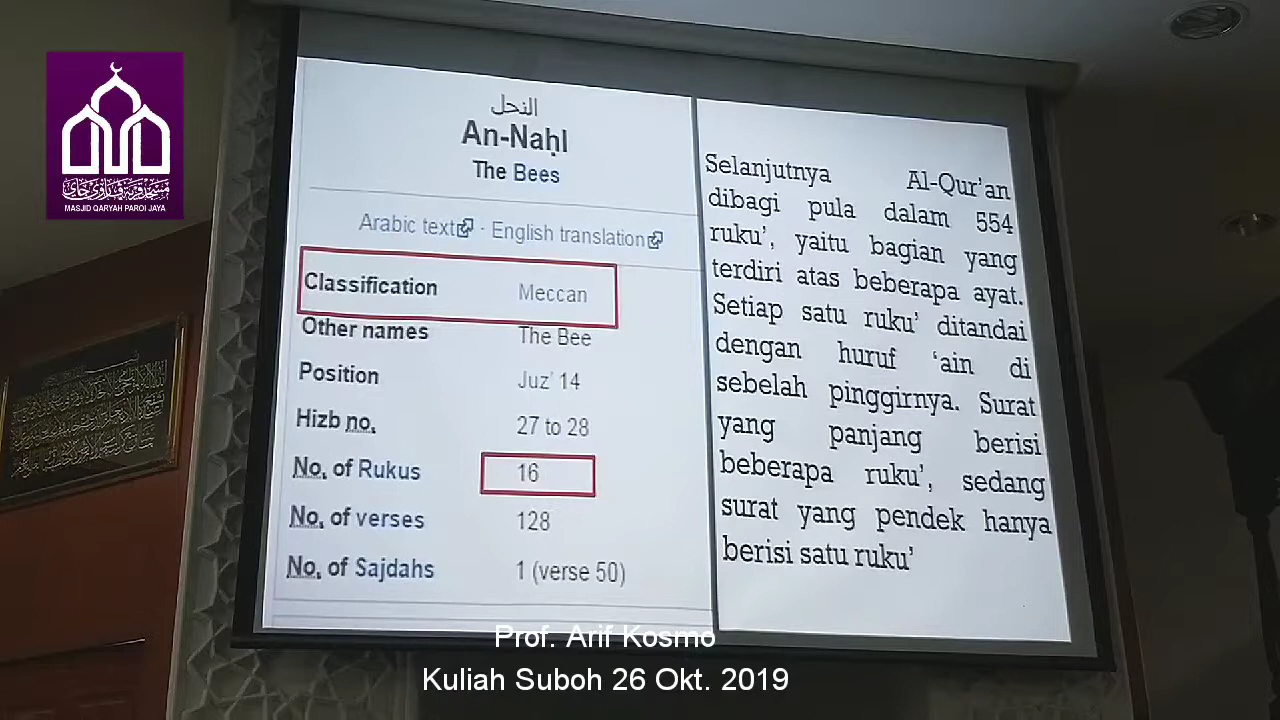 مسجد قريه ڤاروي جاي
MASJID QARYAH PAROI JAYA
النحل
An-Naḥl
The Bees
Arabic text · English translation
Classification Meccan
Other names The Bee
Position Juz' 14
Hizb no. 27 to 28
No. of Rukus 16
No. of verses 128
No. of Sajdahs 1 (verse 50)
Selanjutnya Al-Qur'an
dibagi pula dalam 554
ruku', yaitu bagian yang
terdiri atas beberapa ayat.
Setiap satu ruku' ditandai
dengan huruf 'ain di
sebelah pinggirnya. Surat
yang panjang berisi
beberapa ruku', sedang
surat yang pendek hanya
berisi satu ruku'
Prof. Arif Kosmo
Kuliah Suboh 26 Okt. 2019